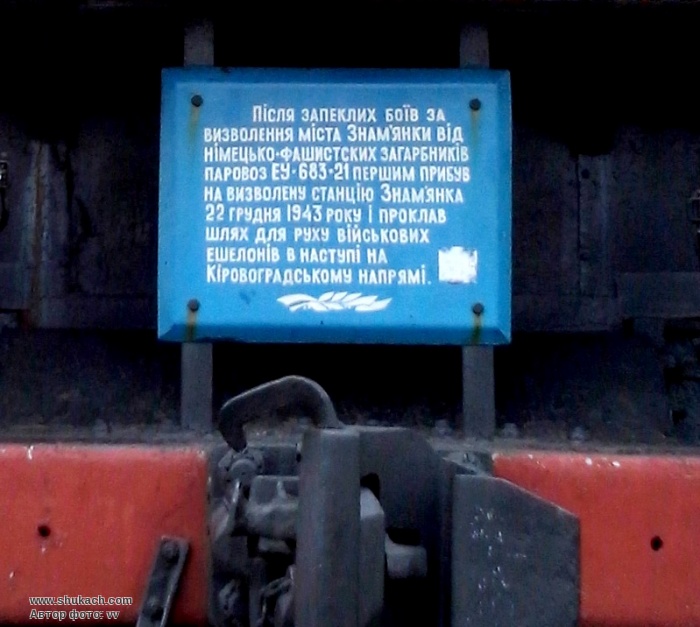 Після запеклих боїв за
визволення міста Знам'янки від
німецько-фашистских загарбників
паровоз ЕУ-683-21 першим прибув
на визволену станцію Знам'янка
22 грудня 1943 року і проклав
шлях для руху військових
ешелонів в наступі на
Кіровоградському напрямі.
www.shukach.com
Автор фото: vv